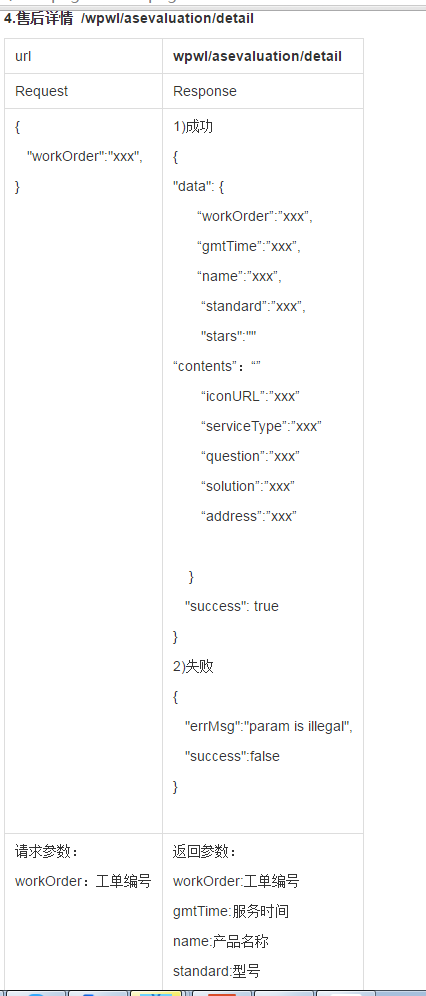 4.售后详情 /wpwl/asevaluation/detail
url
wpwl/asevaluation/detail
Request
Response
{
"workOrder":"xxx",
}
1)成功
{
"data": {
“workOrder”:”xxx”,
“gmtTime”:”xxx”,
“name”:”xxx”,
“standard”:”xxx”,
"stars":""
“contents”：“”
“iconURL”:”xxx”
“serviceType”:”xxx”
“question”:”xxx”
“solution”:”xxx”
“address”:”xxx”
}
"success": true
}
2)失败
{
"errMsg":"param is illegal",
"success":false
}
请求参数：
workOrder：工单编号
返回参数：
workOrder:工单编号
gmtTime:服务时间
name:产品名称
standard:型号